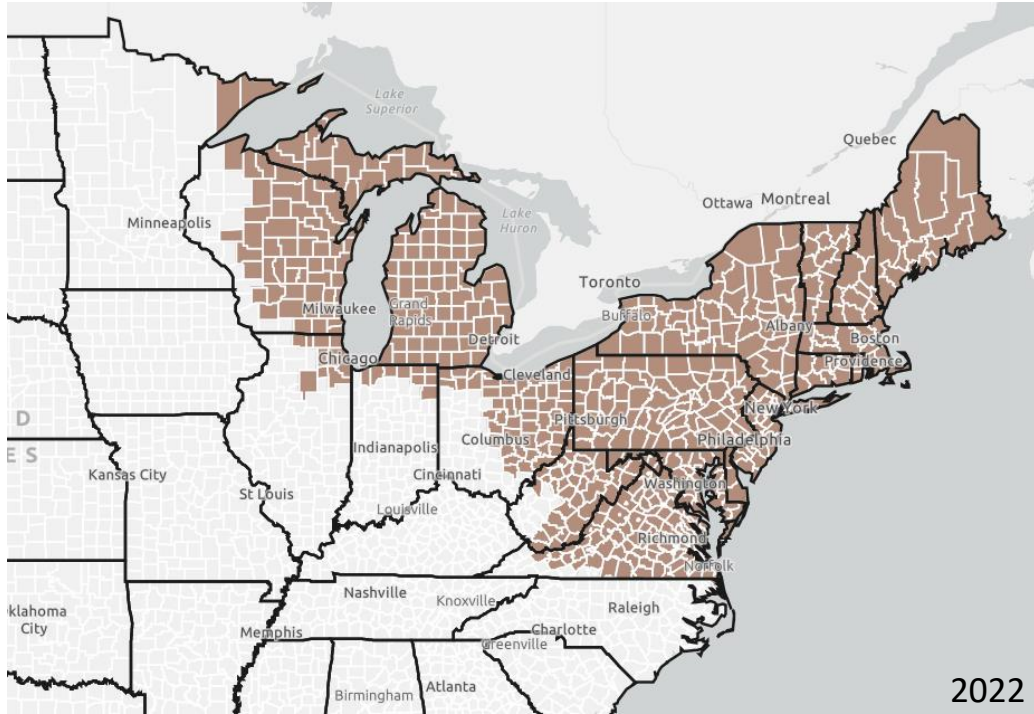 Quebec
Lake
Superior
Ottawa
Montreal
Minneapolis
Lake
Huron
Toronto
Milwaukee
Grand
Rapids
Buffalo
Albany
Boston
Detroit
Chicago
Providence
Cleveland
New York
D
Pittsburgh
Columbus
Philadelphia
Indianapolis
E S
Kansas City
Cincinnati
Washington
St Louis
Louisville
Richmond
Norfolk
Nashville
Knoxville
Raleigh
klahoma
City
Memphis
Charlotte
Greenville
Birmingham
Atlanta
2022